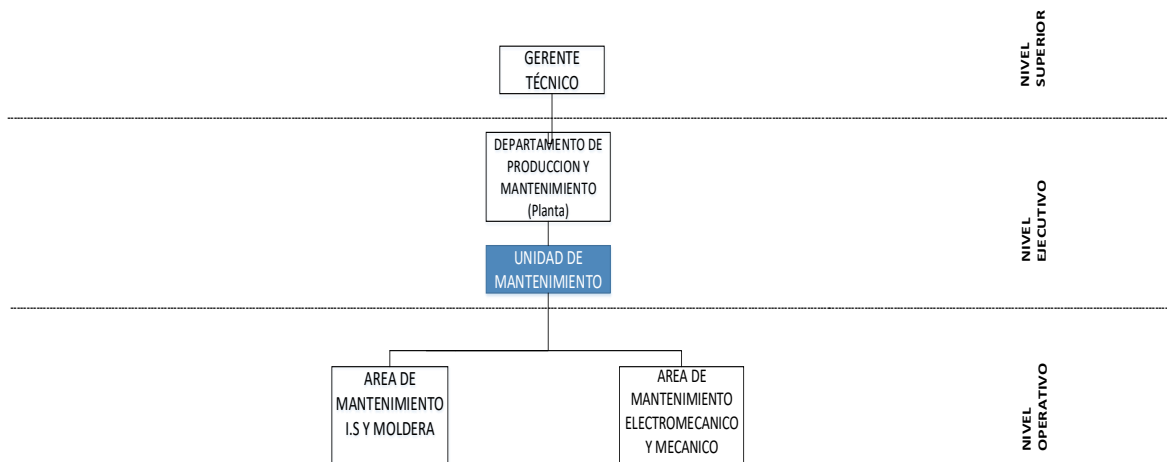 GERENTE
TÉCNICO
NIVEL
SUPERIOR
DEPARTAMENTO DE
PRODUCCION Y
MANTENIMIENTO
(Planta)
UNIDAD DE
MANTENIMIENTO
NIVEL
EJECUTIVO
AREA DE
MANTENIMIENTO
I.S Y MOLDERA
AREA DE
MANTENIMIENTO
ELECTROMECANICO
Y MECANICO
NIVEL
OPERATIVO